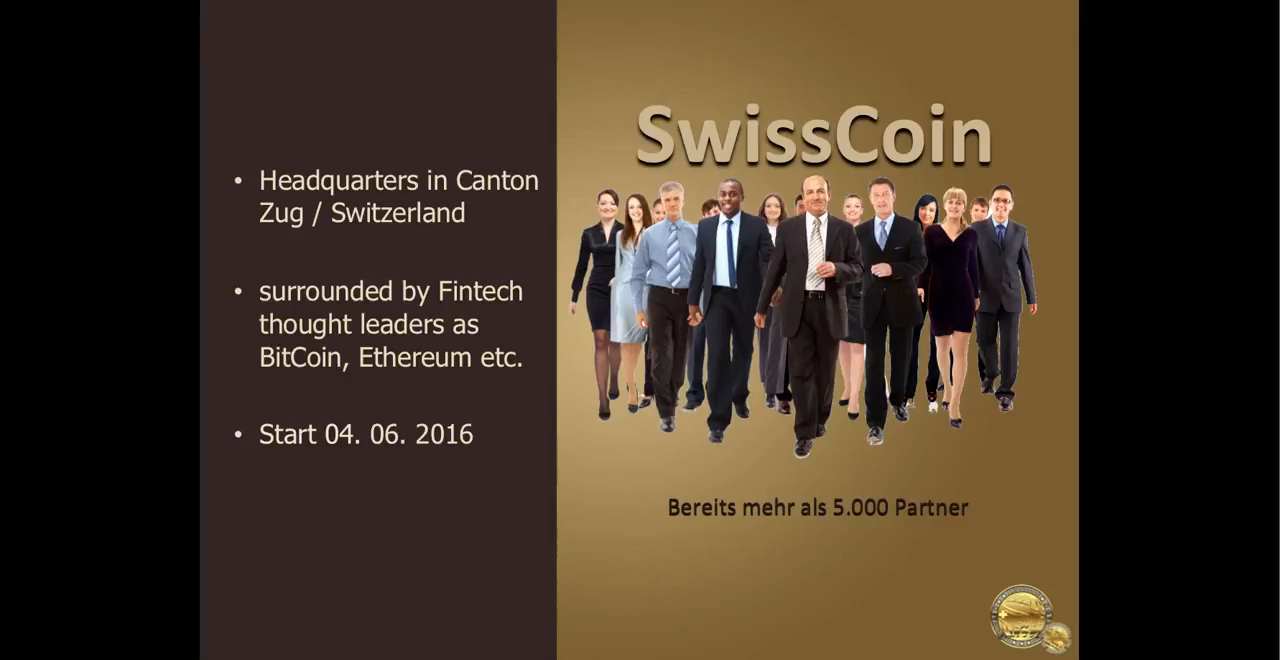 • Headquarters in Canton
Zug / Switzerland
• surrounded by Fintech
thought leaders as
BitCoin, Ethereum etc.
• Start 04. 06. 2016
SwissCoin
Bereits mehr als 5.000 Partner